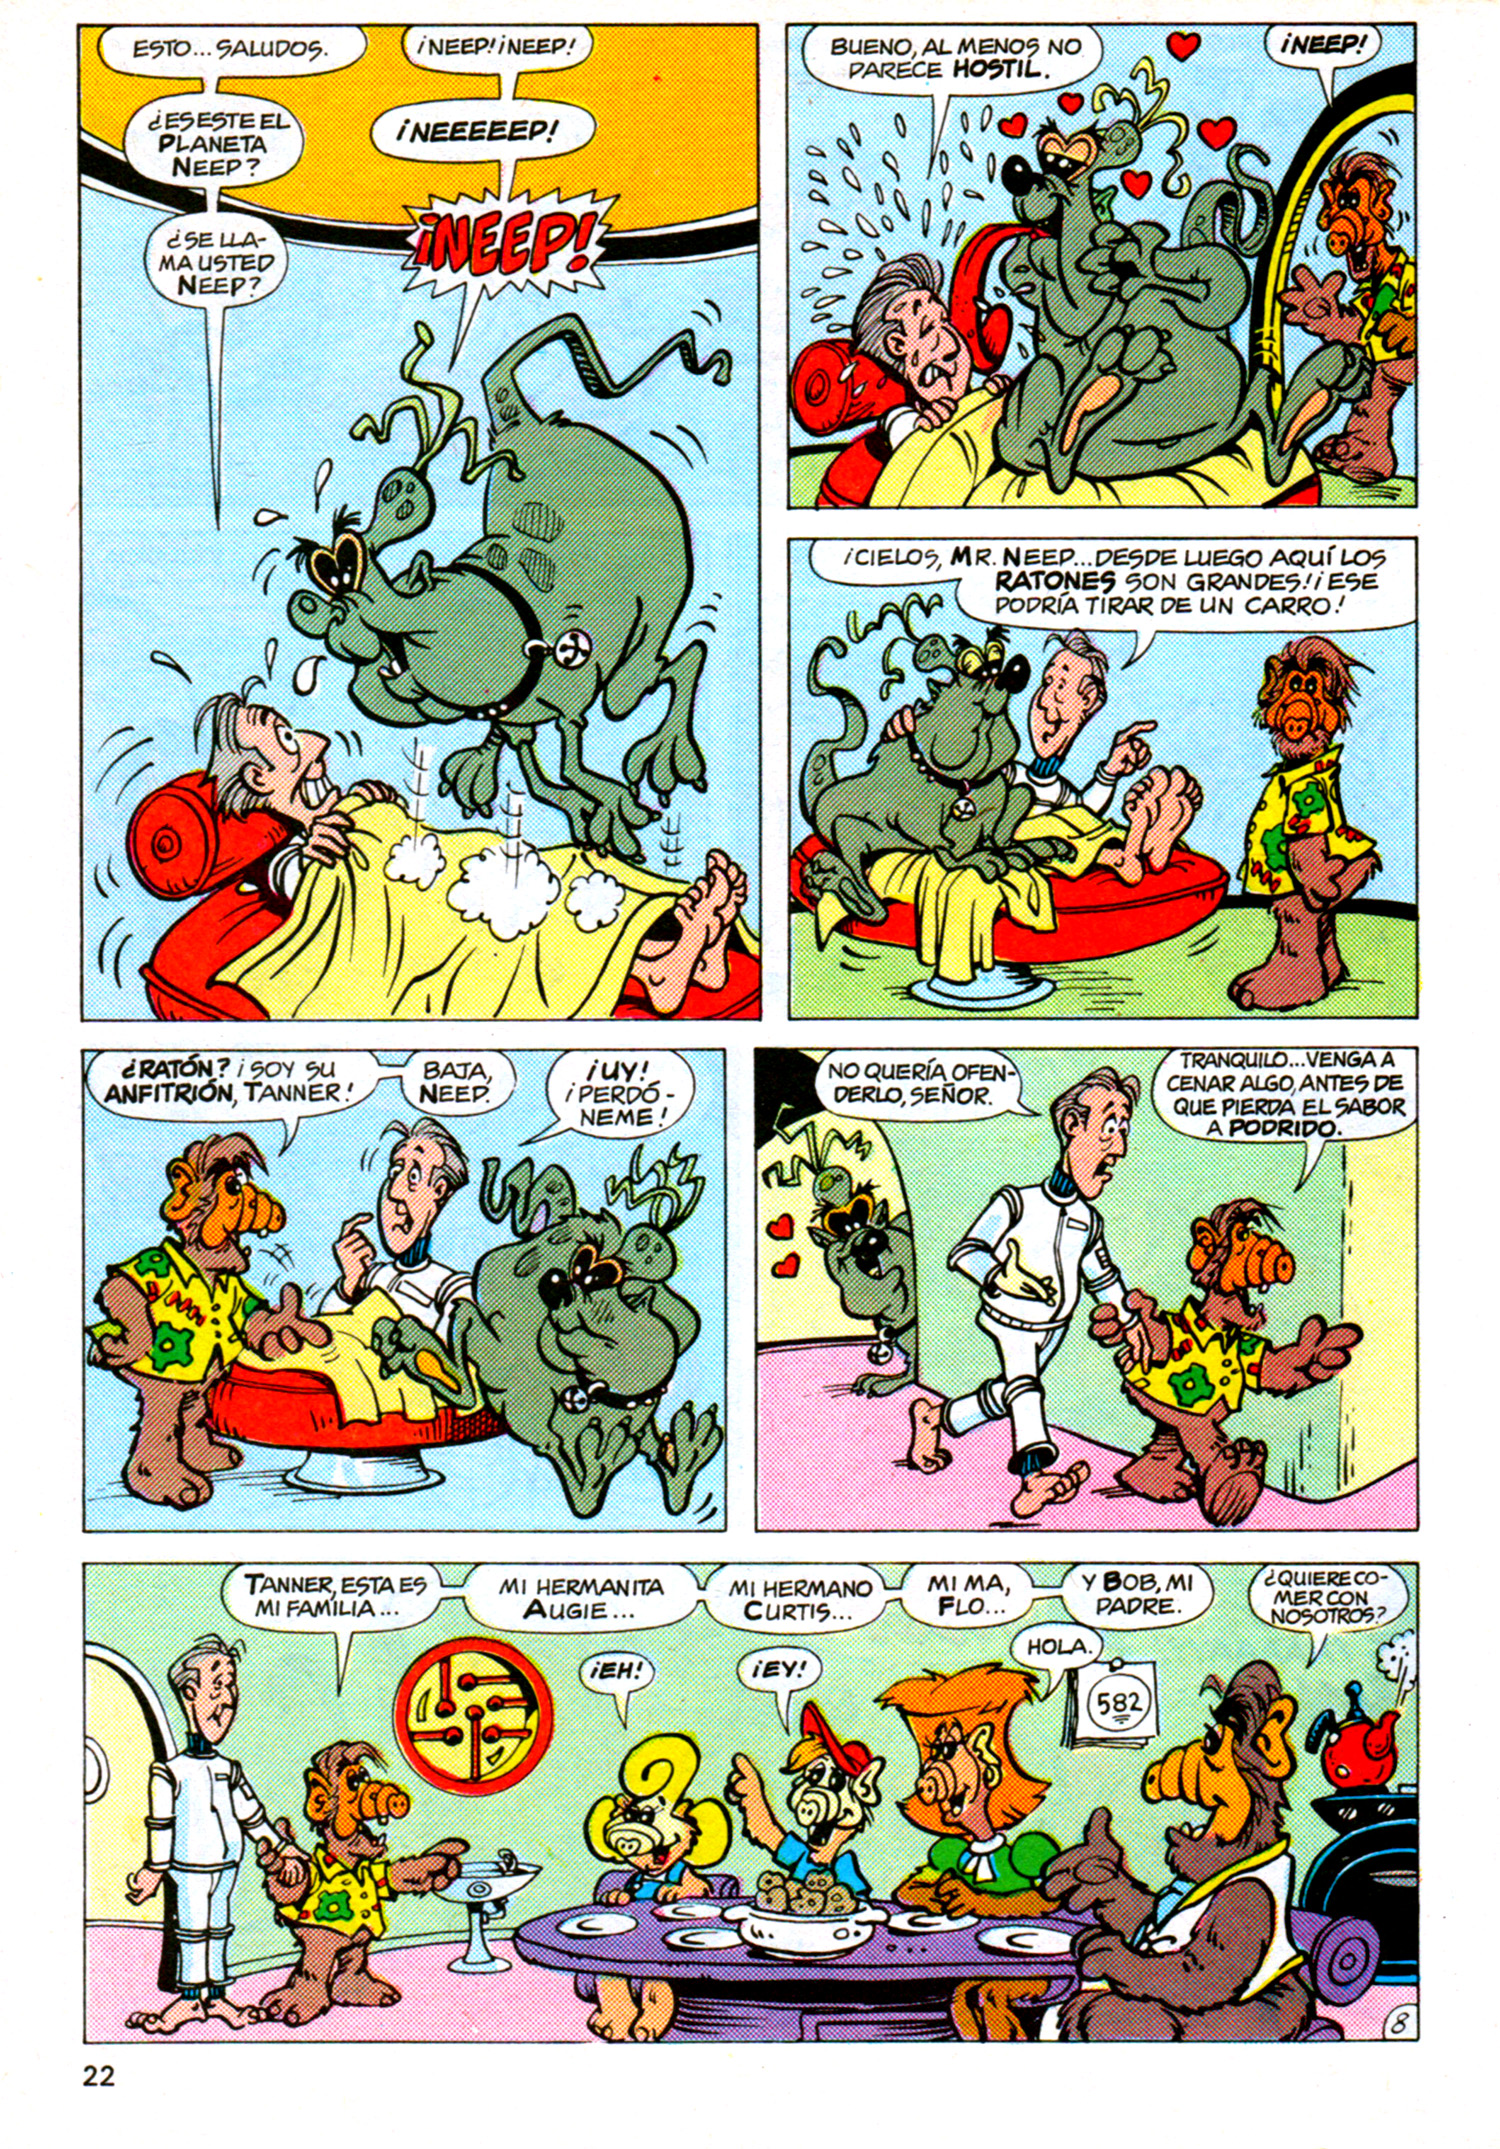 ESTO... SALUDOS.
¿ES ESTE EL
PLANETA
NEEP?
¿SE LLA-
MA USTED
NEEP?
¡NEEP! ¡NEEP!
¡NEEEEEP!
¡NEEP!
BUENO, AL MENOS NO
PARECE HOSTIL.
¡NEEP!
¡CIELOS, MR. NEEP... DESDE LUEGO AQUÍ LOS
RATONES SON GRANDES! ¡ESE
PODRÍA TIRAR DE UN CARRO!
¿RATÓN? ¡SOY SU
ANFITRIÓN, TANNER!
BAJA,
NEEP.
¡UY!
¡PERDÓ-
NEME!
NO QUERÍA OFEN-
DERLO, SEÑOR.
TRANQUILO... VENGA A
CENAR ALGO, ANTES DE
QUE PIERDA EL SABOR
A PODRIDO.
TANNER, ESTA ES
MI FAMILIA...
MI HERMANITA
AUGIE...
MI HERMANO
CURTIS...
MI MA,
FLO...
Y BOB, MI
PADRE.
¡EH!
¡EY!
HOLA.
¿QUIERE CO-
MER CON
NOSOTROS?
582
8
22